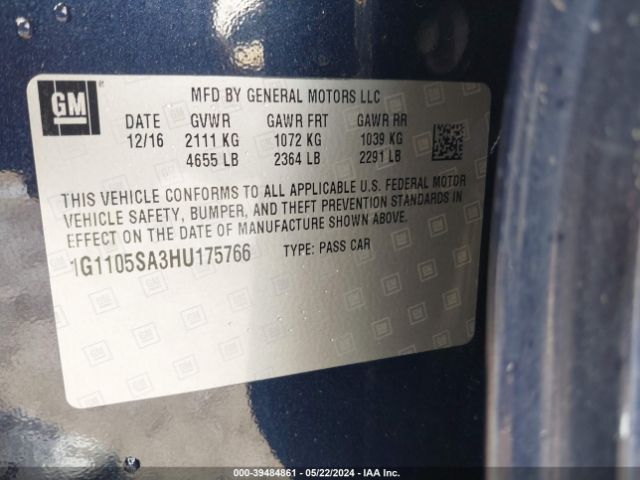 GM
MFD BY GENERAL MOTORS LLC
DATE GVWR GAWR FRT GAWR RR
12/16 2111 KG 1072 KG 1039 KG
4655 LB 2364 LB 2291 LB
THIS VEHICLE CONFORMS TO ALL APPLICABLE U.S. FEDERAL MOTOR
VEHICLE SAFETY, BUMPER, AND THEFT PREVENTION STANDARDS IN
EFFECT ON THE DATE OF MANUFACTURE SHOWN ABOVE.
1G1105SA3HU175766 TYPE: PASS CAR
000-39484861 - 05/22/2024 - IAA Inc.